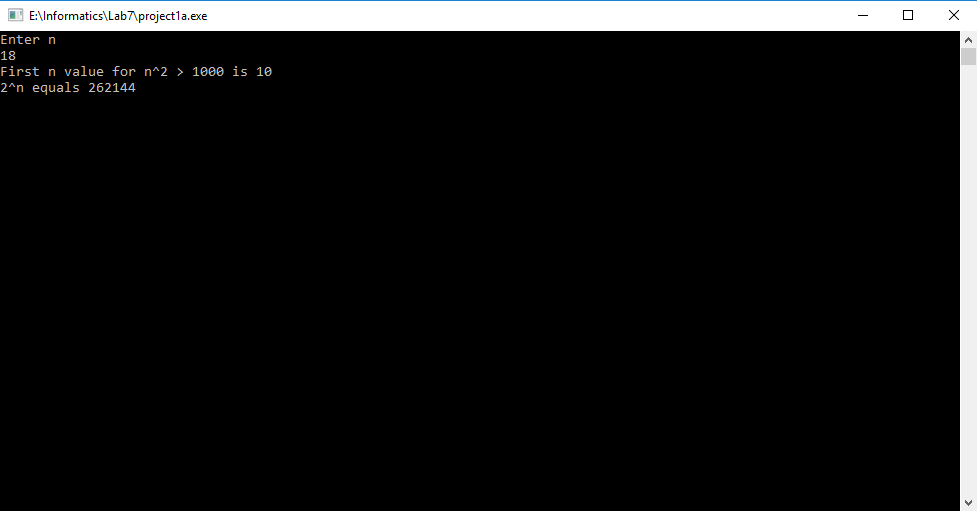 E:\Informatics\Lab7\project1a.exe
Enter n
18
First n value for n^2 > 1000 is 10
2^n equals 262144